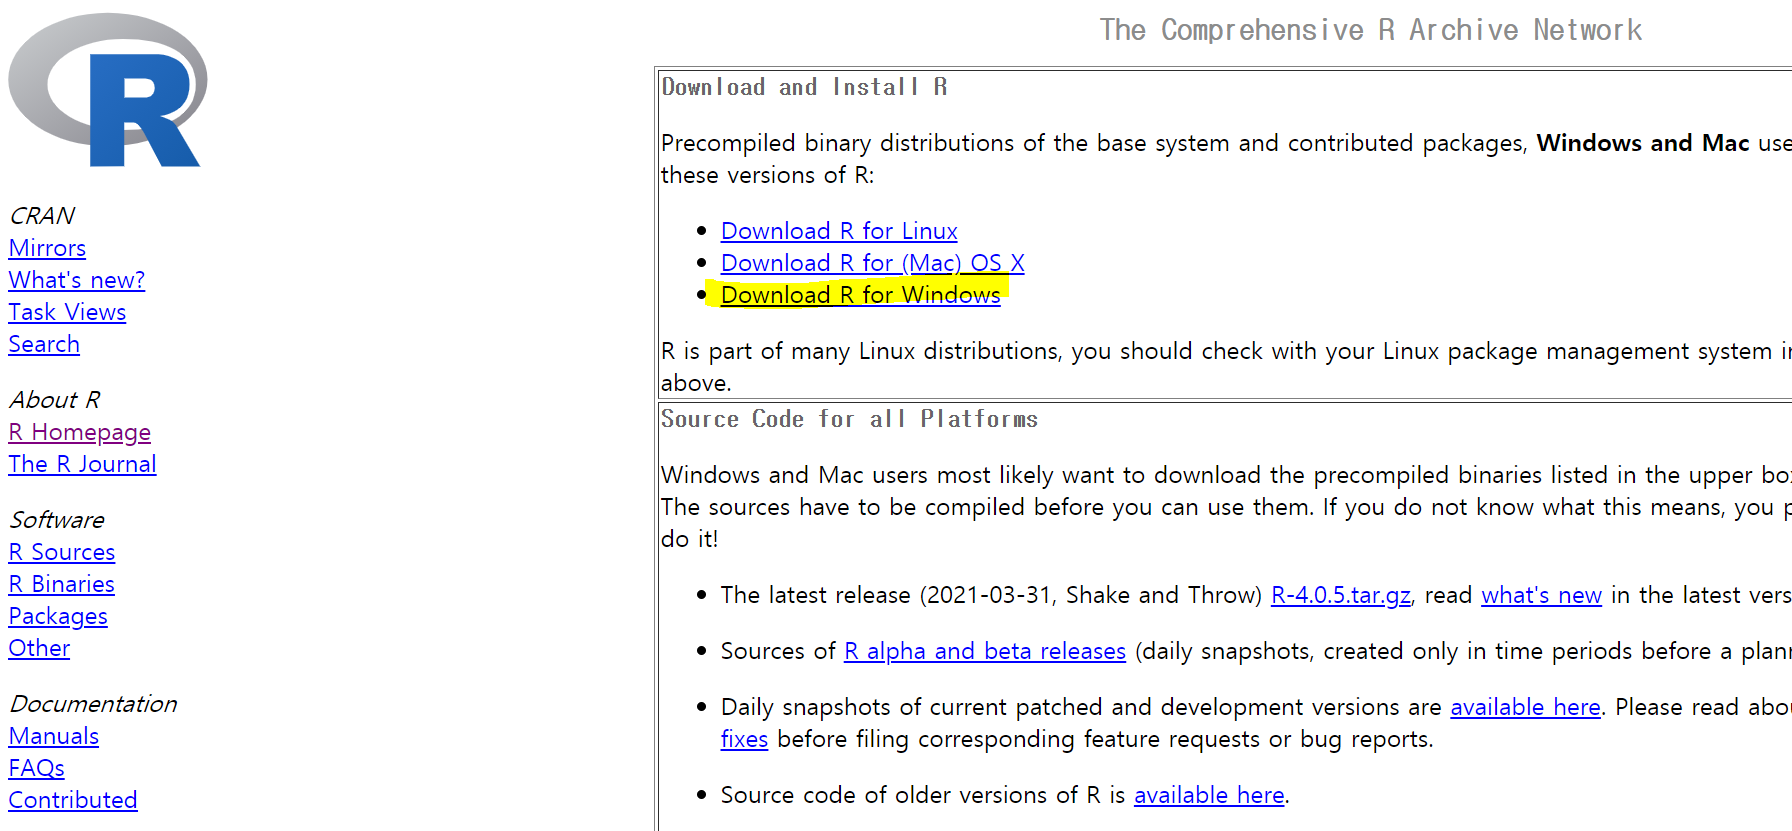 R
CRAN
Mirrors
What's new?
Task Views
Search
About R
R Homepage
The R Journal
Software
R Sources
R Binaries
Packages
Other
Documentation
Manuals
FAQs
Contributed
The Comprehensive R Archive Network
Download and Install R
Precompiled binary distributions of the base system and contributed packages, Windows and Mac use
these versions of R:
Download R for Linux
Download R for (Mac) OS X
Download R for Windows
R is part of many Linux distributions, you should check with your Linux package management system
above.
Source Code for all Platforms
Windows and Mac users most likely want to download the precompiled binaries listed in the upper
The sources have to be compiled before you can use them. If you do not know what this means, you
do it!
The latest release (2021-03-31, Shake and Throw) R-4.0.5.tar.gz, read what's new in the latest vers
Sources of R alpha and beta releases (daily snapshots, created only in time periods before a
Daily snapshots of current patched and development versions are available here. Please read
fixes before filing corresponding feature requests or bug reports.
Source code of older versions of R is available here.